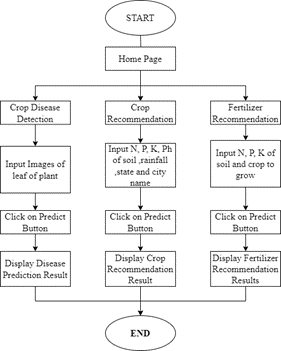 START
Home Page
Crop Disease
Detection
Crop
Recommendation
Fertilizer
Recommendation
Input Images of
leaf of plant
Input N, P, K, Ph
of soil ,rainfall
,state and city
name
Input N, P, K of
soil and crop to
grow
Click on Predict
Button
Click on Predict
Button
Click on Predict
Button
Display Disease
Prediction Result
Display Crop
Recommendation
Result
Display Fertilizer
Recommendation
Results
END